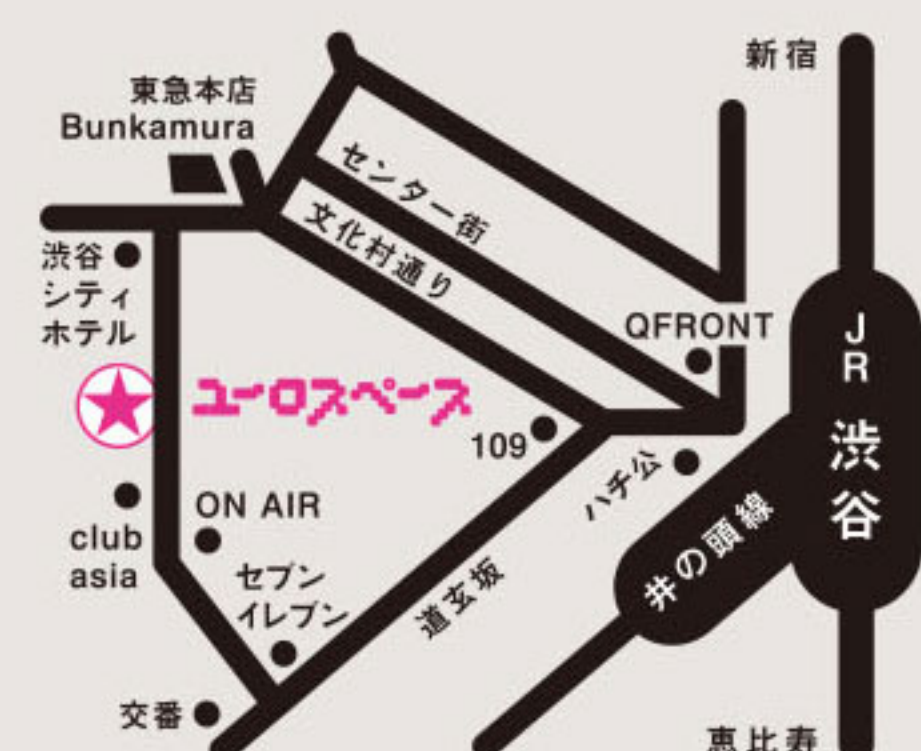 新宿
東急本店
Bunkamura
センター街
文化村通り
渋谷
シティ
ホテル
QFRONT
JR 渋谷
ユーロスペース
109
ハチ公
ON AIR
club
asia
セブン
イレブン
道玄坂
井の頭線
交番
恵比寿